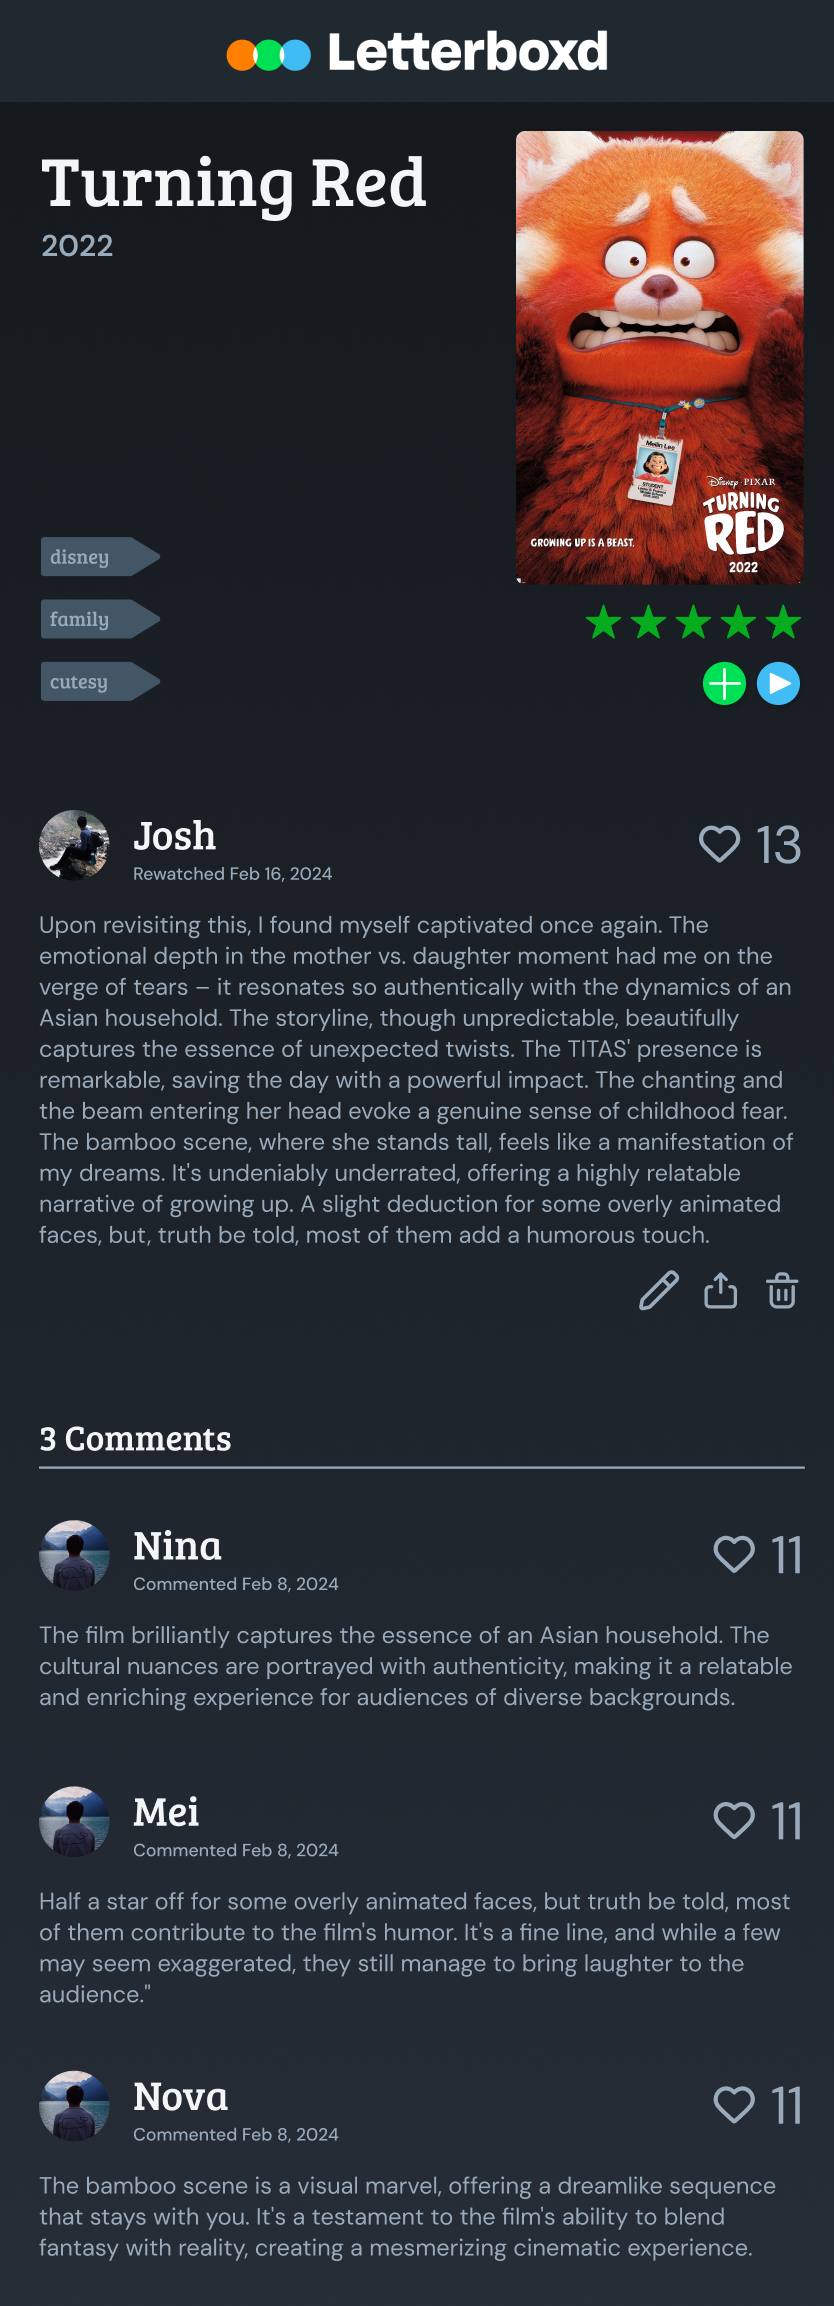 Letterboxd
Turning Red
2022
Meilin Lee
STUDENT
Disney PIXAR
TURNING
RED
GROWING UP IS A BEAST.
2022
disney
family
cutesy
Josh
13
Rewatched Feb 16, 2024
Upon revisiting this, I found myself captivated once again. The
emotional depth in the mother vs. daughter moment had me on the
verge of tears – it resonates so authentically with the dynamics of an
Asian household. The storyline, though unpredictable, beautifully
captures the essence of unexpected twists. The TITAS' presence is
remarkable, saving the day with a powerful impact. The chanting and
the beam entering her head evoke a genuine sense of childhood fear.
The bamboo scene, where she stands tall, feels like a manifestation of
my dreams. It's undeniably underrated, offering a highly relatable
narrative of growing up. A slight deduction for some overly animated
faces, but, truth be told, most of them add a humorous touch.
3 Comments
Nina
11
Commented Feb 8, 2024
The film brilliantly captures the essence of an Asian household. The
cultural nuances are portrayed with authenticity, making it a relatable
and enriching experience for audiences of diverse backgrounds.
Mei
11
Commented Feb 8, 2024
Half a star off for some overly animated faces, but truth be told, most
of them contribute to the film's humor. It's a fine line, and while a few
may seem exaggerated, they still manage to bring laughter to the
audience."
Nova
11
Commented Feb 8, 2024
The bamboo scene is a visual marvel, offering a dreamlike sequence
that stays with you. It's a testament to the film's ability to blend
fantasy with reality, creating a mesmerizing cinematic experience.